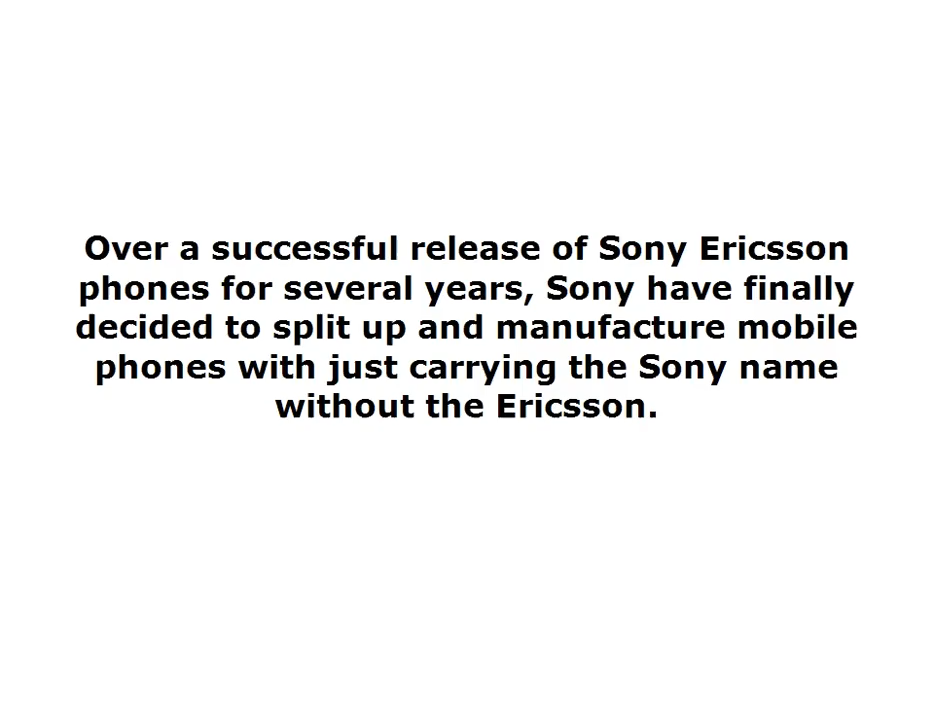 Over a successful release of Sony Ericsson
phones for several years, Sony have finally
decided to split up and manufacture mobile
phones with just carrying the Sony name
without the Ericsson.